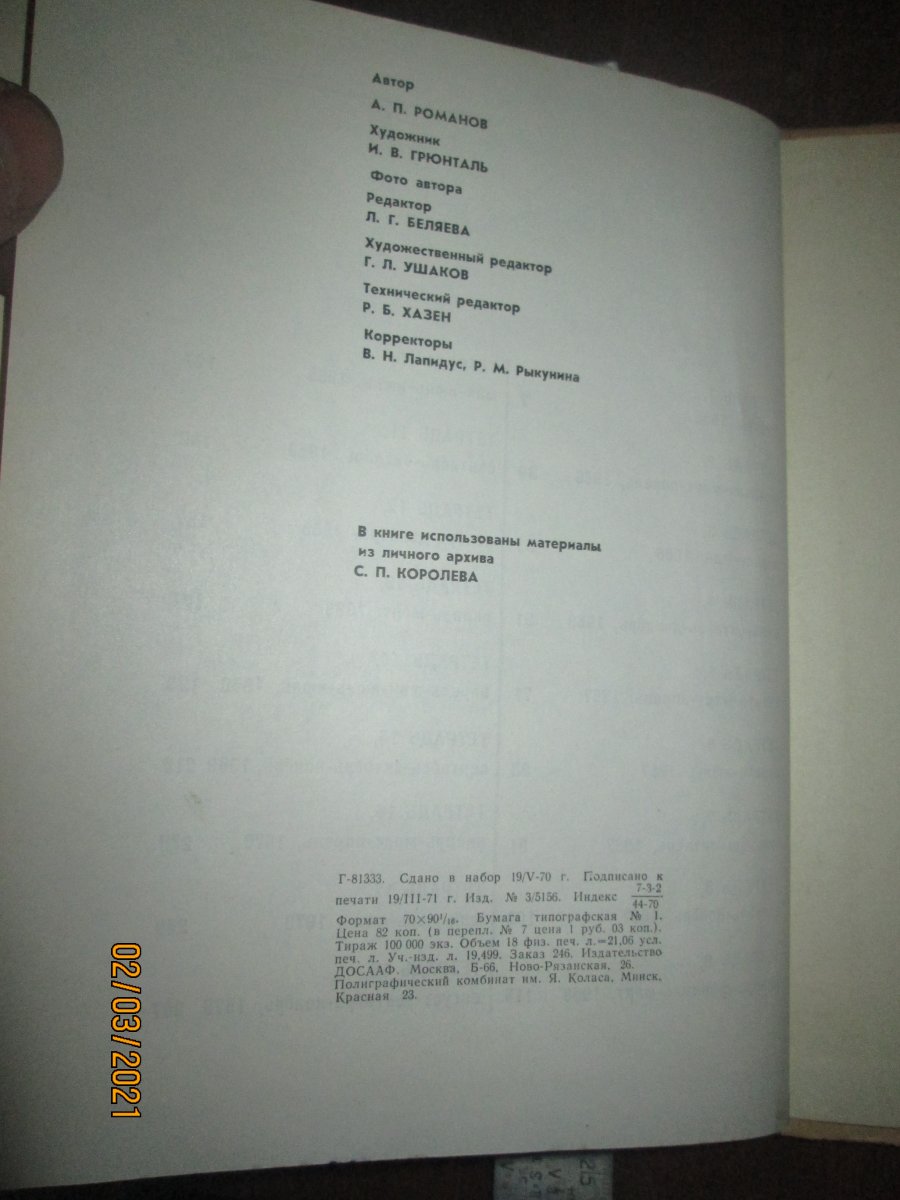 Автор
А. П. РОМАНОВ
Художник
И. В. ГРЮНТАЛЬ
Фото автора
Редактор
Л. Г. БЕЛЯЕВА
Художественный редактор
Г. Л. УШАКОВ
Технический редактор
Р. Б. ХАЗЕН
Корректоры
В. Н. Лапидус, Р. М. Рыкунина
В книге использованы материалы
из личного архива
С. П. КОРОЛЕВА
Г-81333. Сдано в набор 19/V-70 г. Подписано к
печати 19/III-71 г. Изд. № 3/5156. Индекс 7-3-2/44-70
Формат 70×90¹/₁₆. Бумага типографская № 1.
Цена 82 коп. (в перепл. № 7 цена 1 руб. 03 коп.).
Тираж 100 000 экз. Объем 18 физ. печ. л.=21,06 усл.
печ. л. Уч.-изд. л. 19,499. Заказ 246. Издательство
ДОСААФ. Москва, Б-66, Ново-Рязанская, 26.
Полиграфический комбинат им. Я. Коласа, Минск,
Красная 23.
02/03/2021